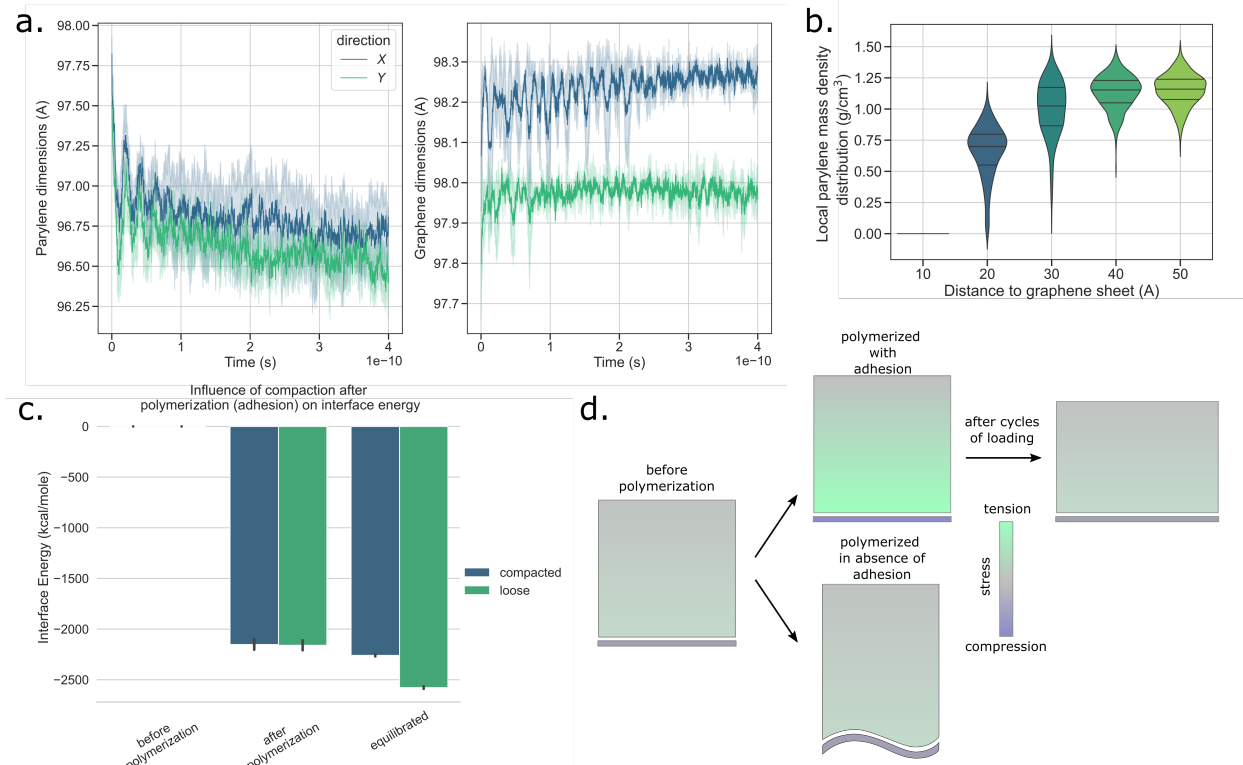 a.
98.00
97.75
97.50
97.25
97.00
96.75
96.50
96.25
Parylene dimensions (A)
direction
X
Y
0 1 2 3 4
Time (s)
1e−10
98.3
98.2
98.1
98.0
97.9
97.8
97.7
Graphene dimensions (A)
0 1 2 3 4
Time (s)
1e−10
b.
1.50
1.25
1.00
0.75
0.50
0.25
0.00
Local parylene mass density
distribution (g/cm³)
10 20 30 40 50
Distance to graphene sheet (A)
c.
Influence of compaction after
polymerization (adhesion) on interface energy
0
−500
−1000
−1500
−2000
−2500
Interface Energy (kcal/mole)
compacted
loose
before
polymerization
after
polymerization
equilibrated
d.
before
polymerization
polymerized
with
adhesion
after cycles
of loading
polymerized
in absence of
adhesion
tension
stress
compression